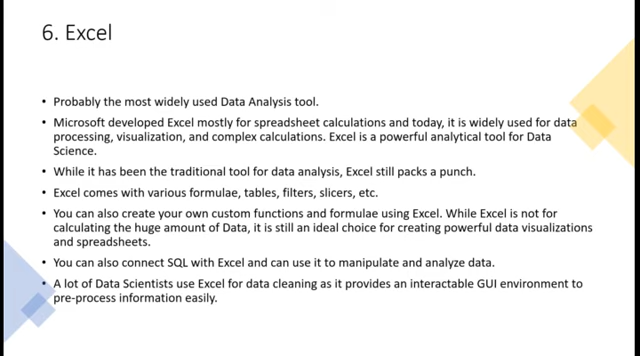 6. Excel
• Probably the most widely used Data Analysis tool.
• Microsoft developed Excel mostly for spreadsheet calculations and today, it is widely used for data
processing, visualization, and complex calculations. Excel is a powerful analytical tool for Data
Science.
• While it has been the traditional tool for data analysis, Excel still packs a punch.
• Excel comes with various formulae, tables, filters, slicers, etc.
• You can also create your own custom functions and formulae using Excel. While Excel is not for
calculating the huge amount of Data, it is still an ideal choice for creating powerful data visualizations
and spreadsheets.
• You can also connect SQL with Excel and can use it to manipulate and analyze data.
• A lot of Data Scientists use Excel for data cleaning as it provides an interactable GUI environment to
pre-process information easily.